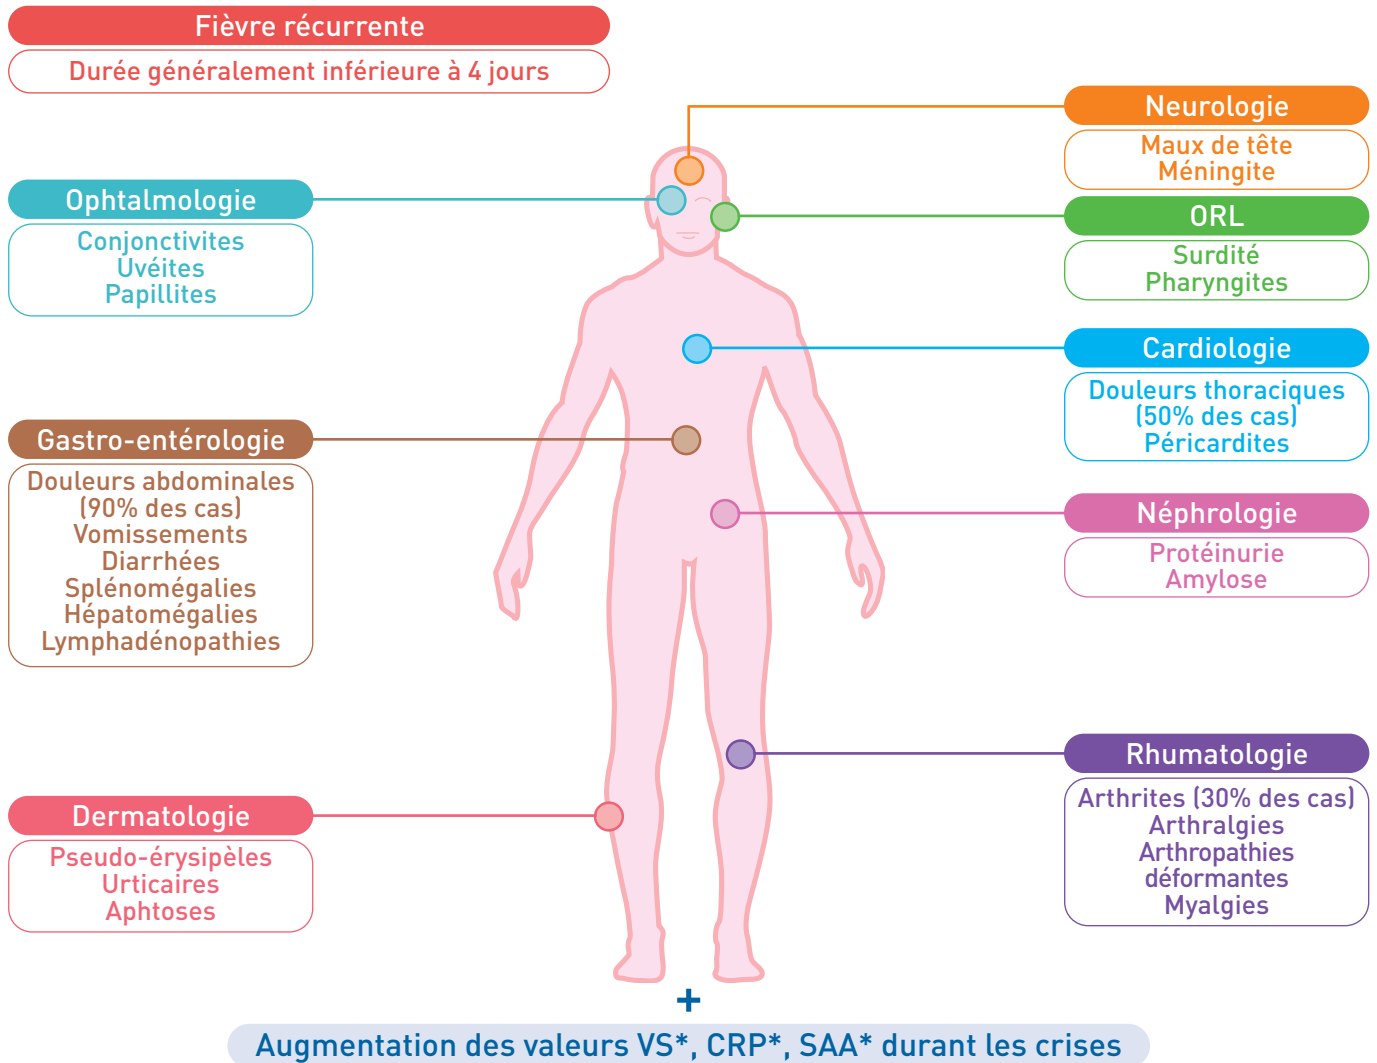 Fièvre récurrente
Durée généralement inférieure à 4 jours
Neurologie
Maux de tête
Méningite
Ophtalmologie
Conjonctivites
Uvéites
Papillites
ORL
Surdité
Pharyngites
Cardiologie
Douleurs thoraciques
(50% des cas)
Péricardites
Gastro-entérologie
Douleurs abdominales
(90% des cas)
Vomissements
Diarrhées
Splénomégalies
Hépatomégalies
Lymphadénopathies
Néphrologie
Protéinurie
Amylose
Rhumatologie
Arthrites (30% des cas)
Arthralgies
Arthropathies
déformantes
Myalgies
Dermatologie
Pseudo-érysipèles
Urticaires
Aphtoses
+
Augmentation des valeurs VS*, CRP*, SAA* durant les crises